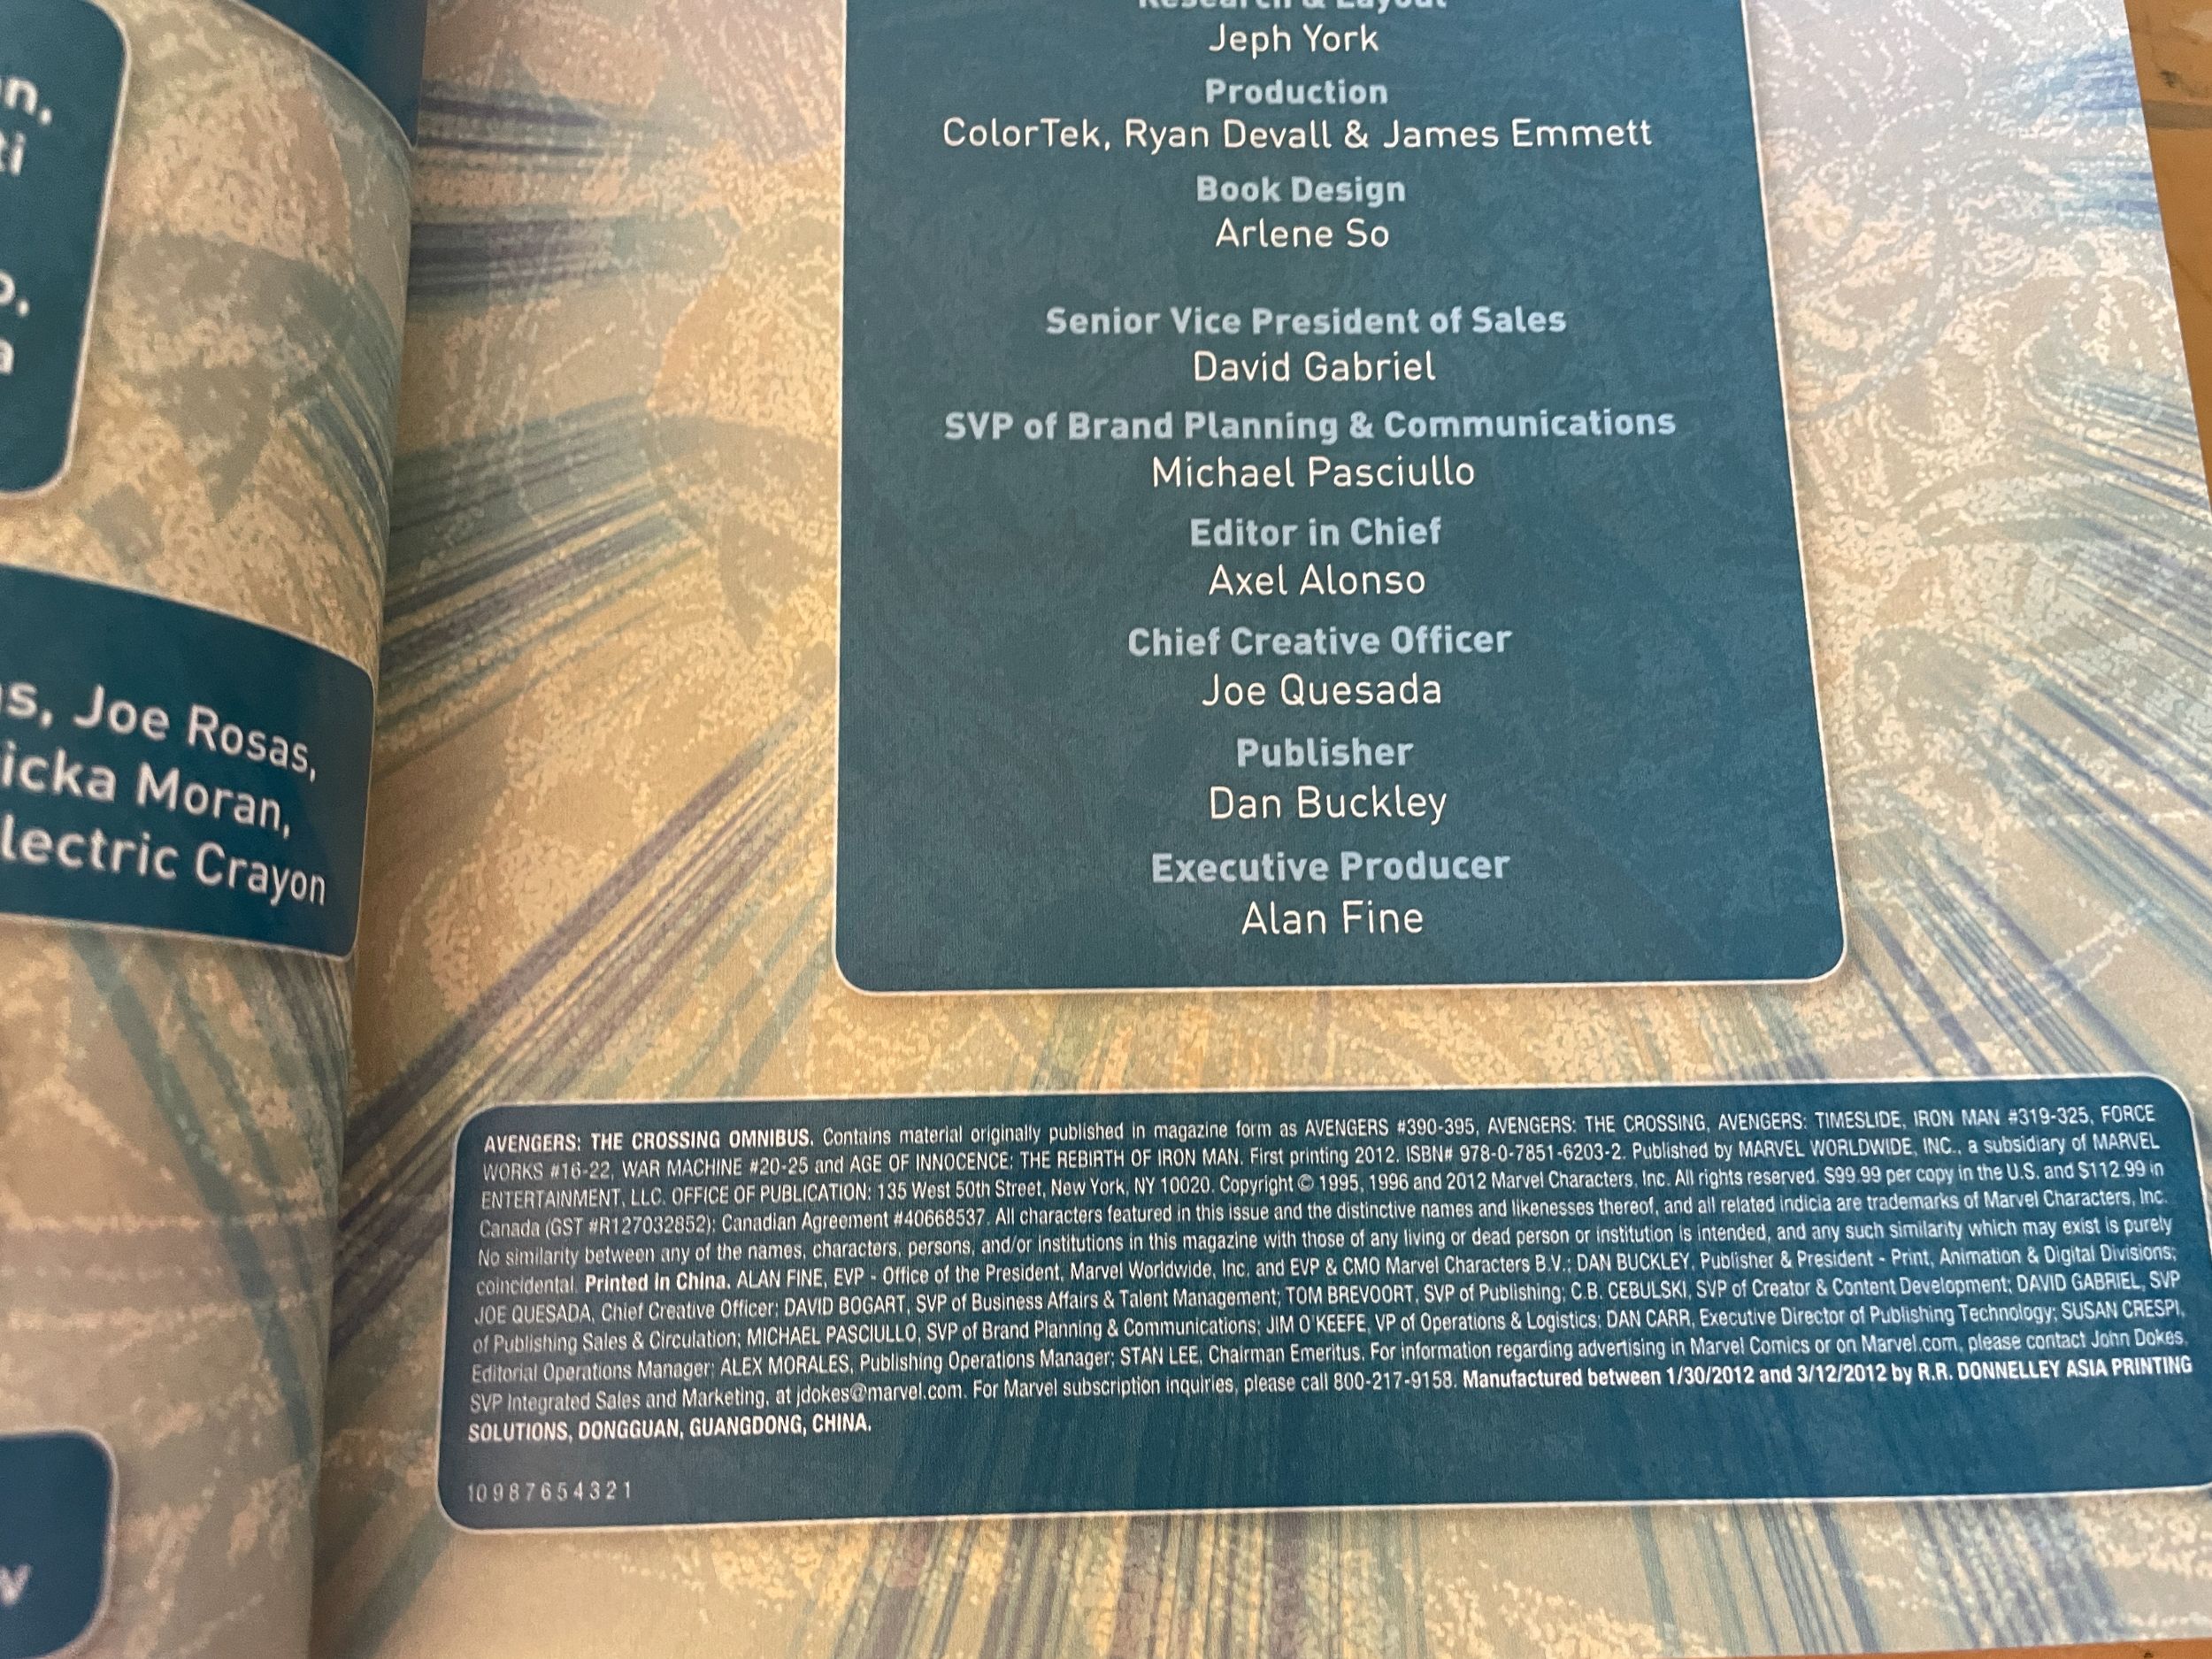 n,
ti
o,
a
s, Joe Rosas,
icka Moran,
lectric Crayon
v
Research & Layout
Jeph York
Production
ColorTek, Ryan Devall & James Emmett
Book Design
Arlene So
Senior Vice President of Sales
David Gabriel
SVP of Brand Planning & Communications
Michael Pasciullo
Editor in Chief
Axel Alonso
Chief Creative Officer
Joe Quesada
Publisher
Dan Buckley
Executive Producer
Alan Fine
AVENGERS: THE CROSSING OMNIBUS. Contains material originally published in magazine form as AVENGERS #390-395, AVENGERS: THE CROSSING, AVENGERS: TIMESLIDE, IRON MAN #319-325, FORCE
WORKS #16-22, WAR MACHINE #20-25 and AGE OF INNOCENCE: THE REBIRTH OF IRON MAN. First printing 2012. ISBN# 978-0-7851-6203-2. Published by MARVEL WORLDWIDE, INC., a subsidiary of MARVEL
ENTERTAINMENT, LLC. OFFICE OF PUBLICATION: 135 West 50th Street, New York, NY 10020. Copyright © 1995, 1996 and 2012 Marvel Characters, Inc. All rights reserved. $99.99 per copy in the U.S. and $112.99 in
Canada (GST #R127032852); Canadian Agreement #40668537. All characters featured in this issue and the distinctive names and likenesses thereof, and all related indicia are trademarks of Marvel Characters, Inc.
No similarity between any of the names, characters, persons, and/or institutions in this magazine with those of any living or dead person or institution is intended, and any such similarity which may exist is purely
coincidental. Printed in China. ALAN FINE, EVP - Office of the President, Marvel Worldwide, Inc. and EVP & CMO Marvel Characters B.V.; DAN BUCKLEY, Publisher & President - Print, Animation & Digital Divisions;
JOE QUESADA, Chief Creative Officer; DAVID BOGART, SVP of Business Affairs & Talent Management; TOM BREVOORT, SVP of Publishing; C.B. CEBULSKI, SVP of Creator & Content Development; DAVID GABRIEL, SVP
of Publishing Sales & Circulation; MICHAEL PASCIULLO, SVP of Brand Planning & Communications; JIM O'KEEFE, VP of Operations & Logistics; DAN CARR, Executive Director of Publishing Technology; SUSAN CRESPI,
Editorial Operations Manager; ALEX MORALES, Publishing Operations Manager; STAN LEE, Chairman Emeritus. For information regarding advertising in Marvel Comics or on Marvel.com, please contact John Dokes,
SVP Integrated Sales and Marketing, at jdokes@marvel.com. For Marvel subscription inquiries, please call 800-217-9158. Manufactured between 1/30/2012 and 3/12/2012 by R.R. DONNELLEY ASIA PRINTING
SOLUTIONS, DONGGUAN, GUANGDONG, CHINA.
10 9 8 7 6 5 4 3 2 1